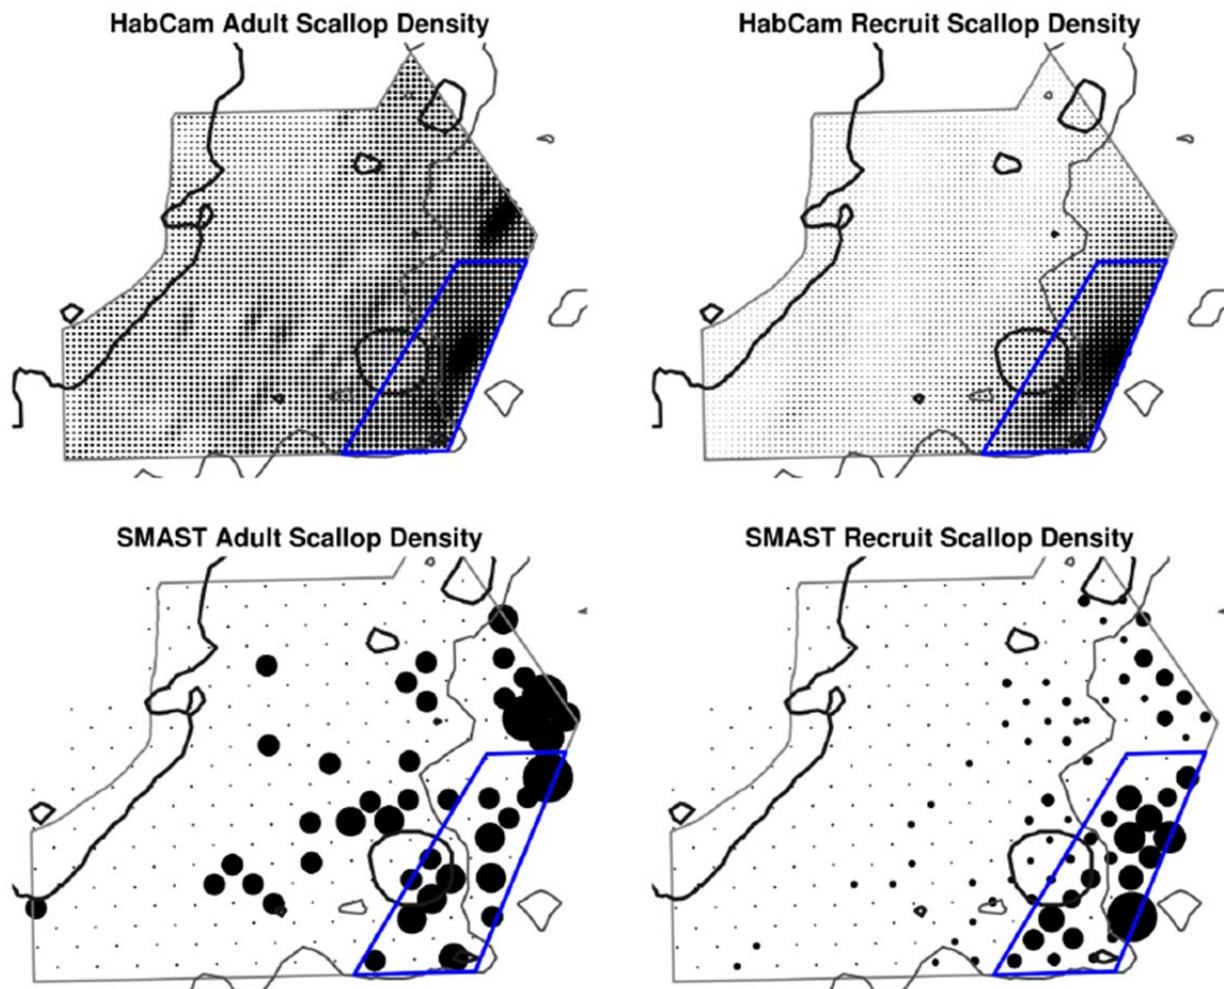 HabCam Adult Scallop Density
HabCam Recruit Scallop Density
SMAST Adult Scallop Density
SMAST Recruit Scallop Density